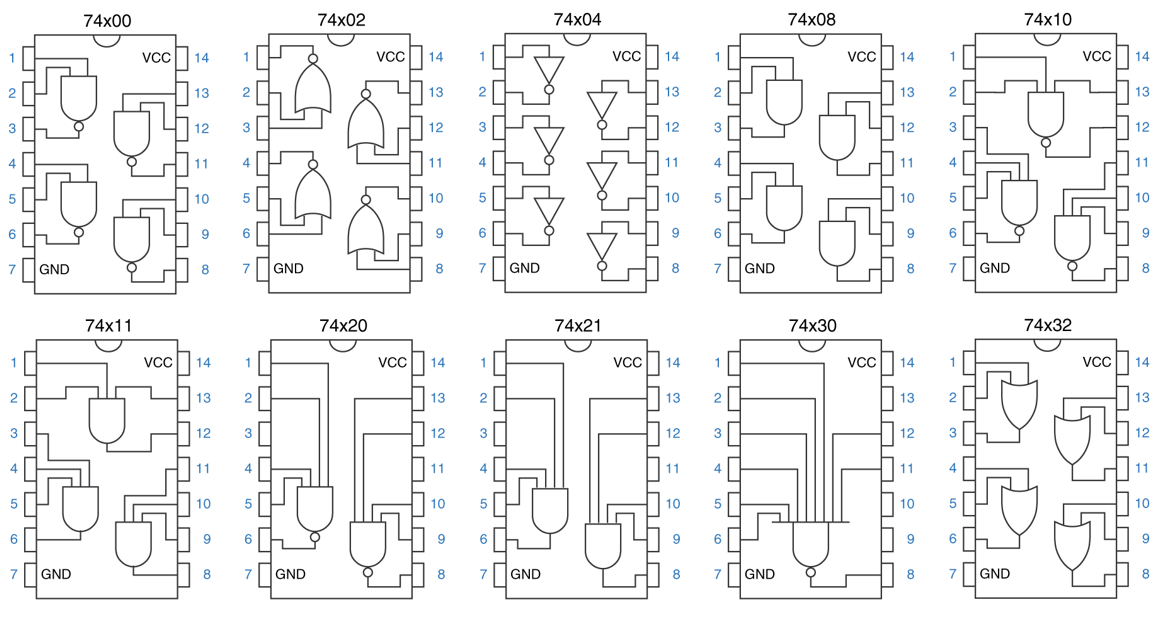 74x00 74x02 74x04 74x08 74x10
1 VCC 14 1 VCC 14 1 VCC 14 1 VCC 14 1 VCC 14
2 13 2 13 2 13 2 13 2 13
3 12 3 12 3 12 3 12 3 12
4 11 4 11 4 11 4 11 4 11
5 10 5 10 5 10 5 10 5 10
6 9 6 9 6 9 6 9 6 9
7 GND 8 7 GND 8 7 GND 8 7 GND 8 7 GND 8
74x11 74x20 74x21 74x30 74x32
1 VCC 14 1 VCC 14 1 VCC 14 1 VCC 14 1 VCC 14
2 13 2 13 2 13 2 13 2 13
3 12 3 12 3 12 3 12 3 12
4 11 4 11 4 11 4 11 4 11
5 10 5 10 5 10 5 10 5 10
6 9 6 9 6 9 6 9 6 9
7 GND 8 7 GND 8 7 GND 8 7 GND 8 7 GND 8